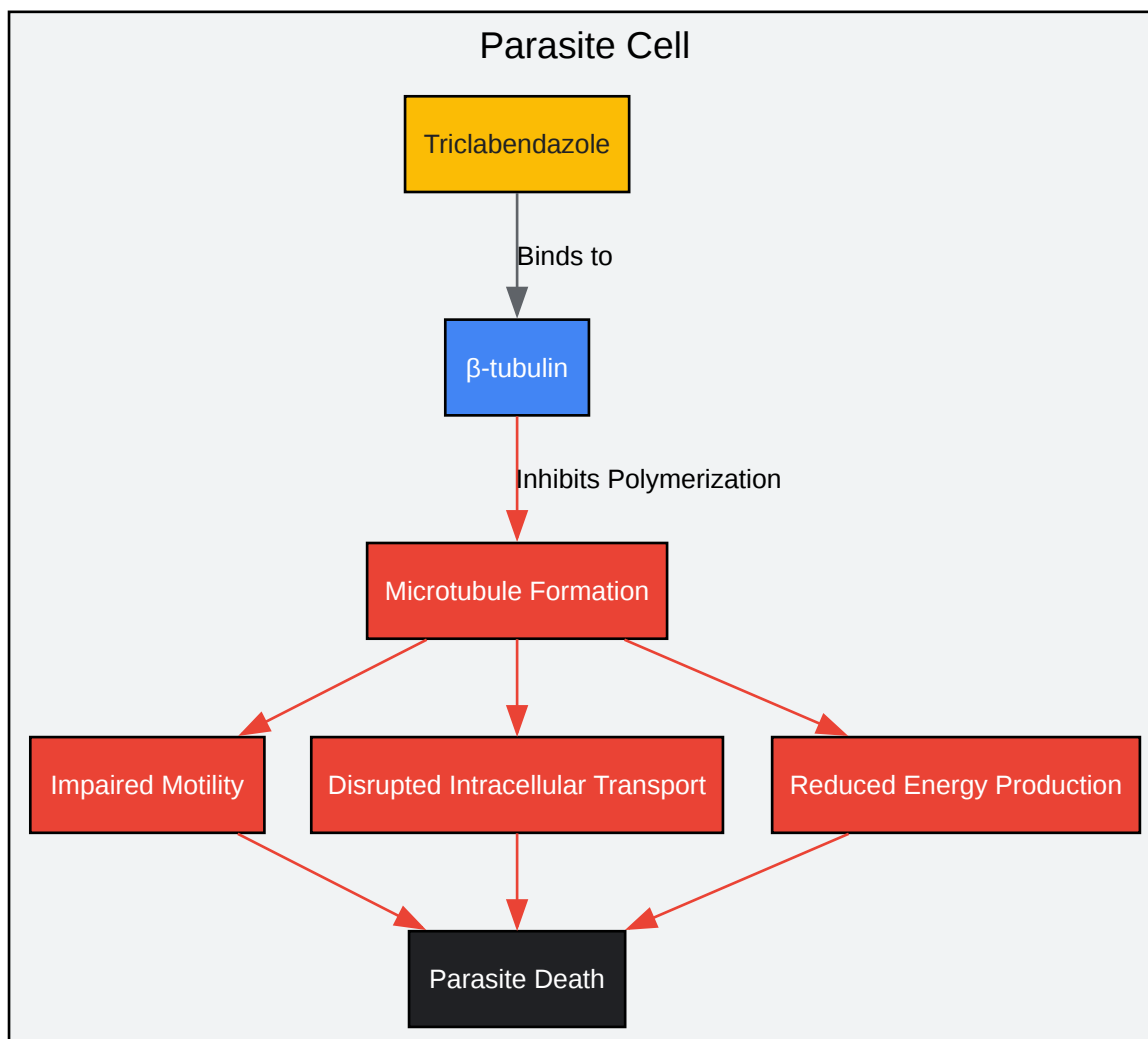 Parasite Cell
Triclabendazole
Binds to
β-tubulin
Inhibits Polymerization
Microtubule Formation
Impaired Motility
Disrupted Intracellular Transport
Reduced Energy Production
Parasite Death